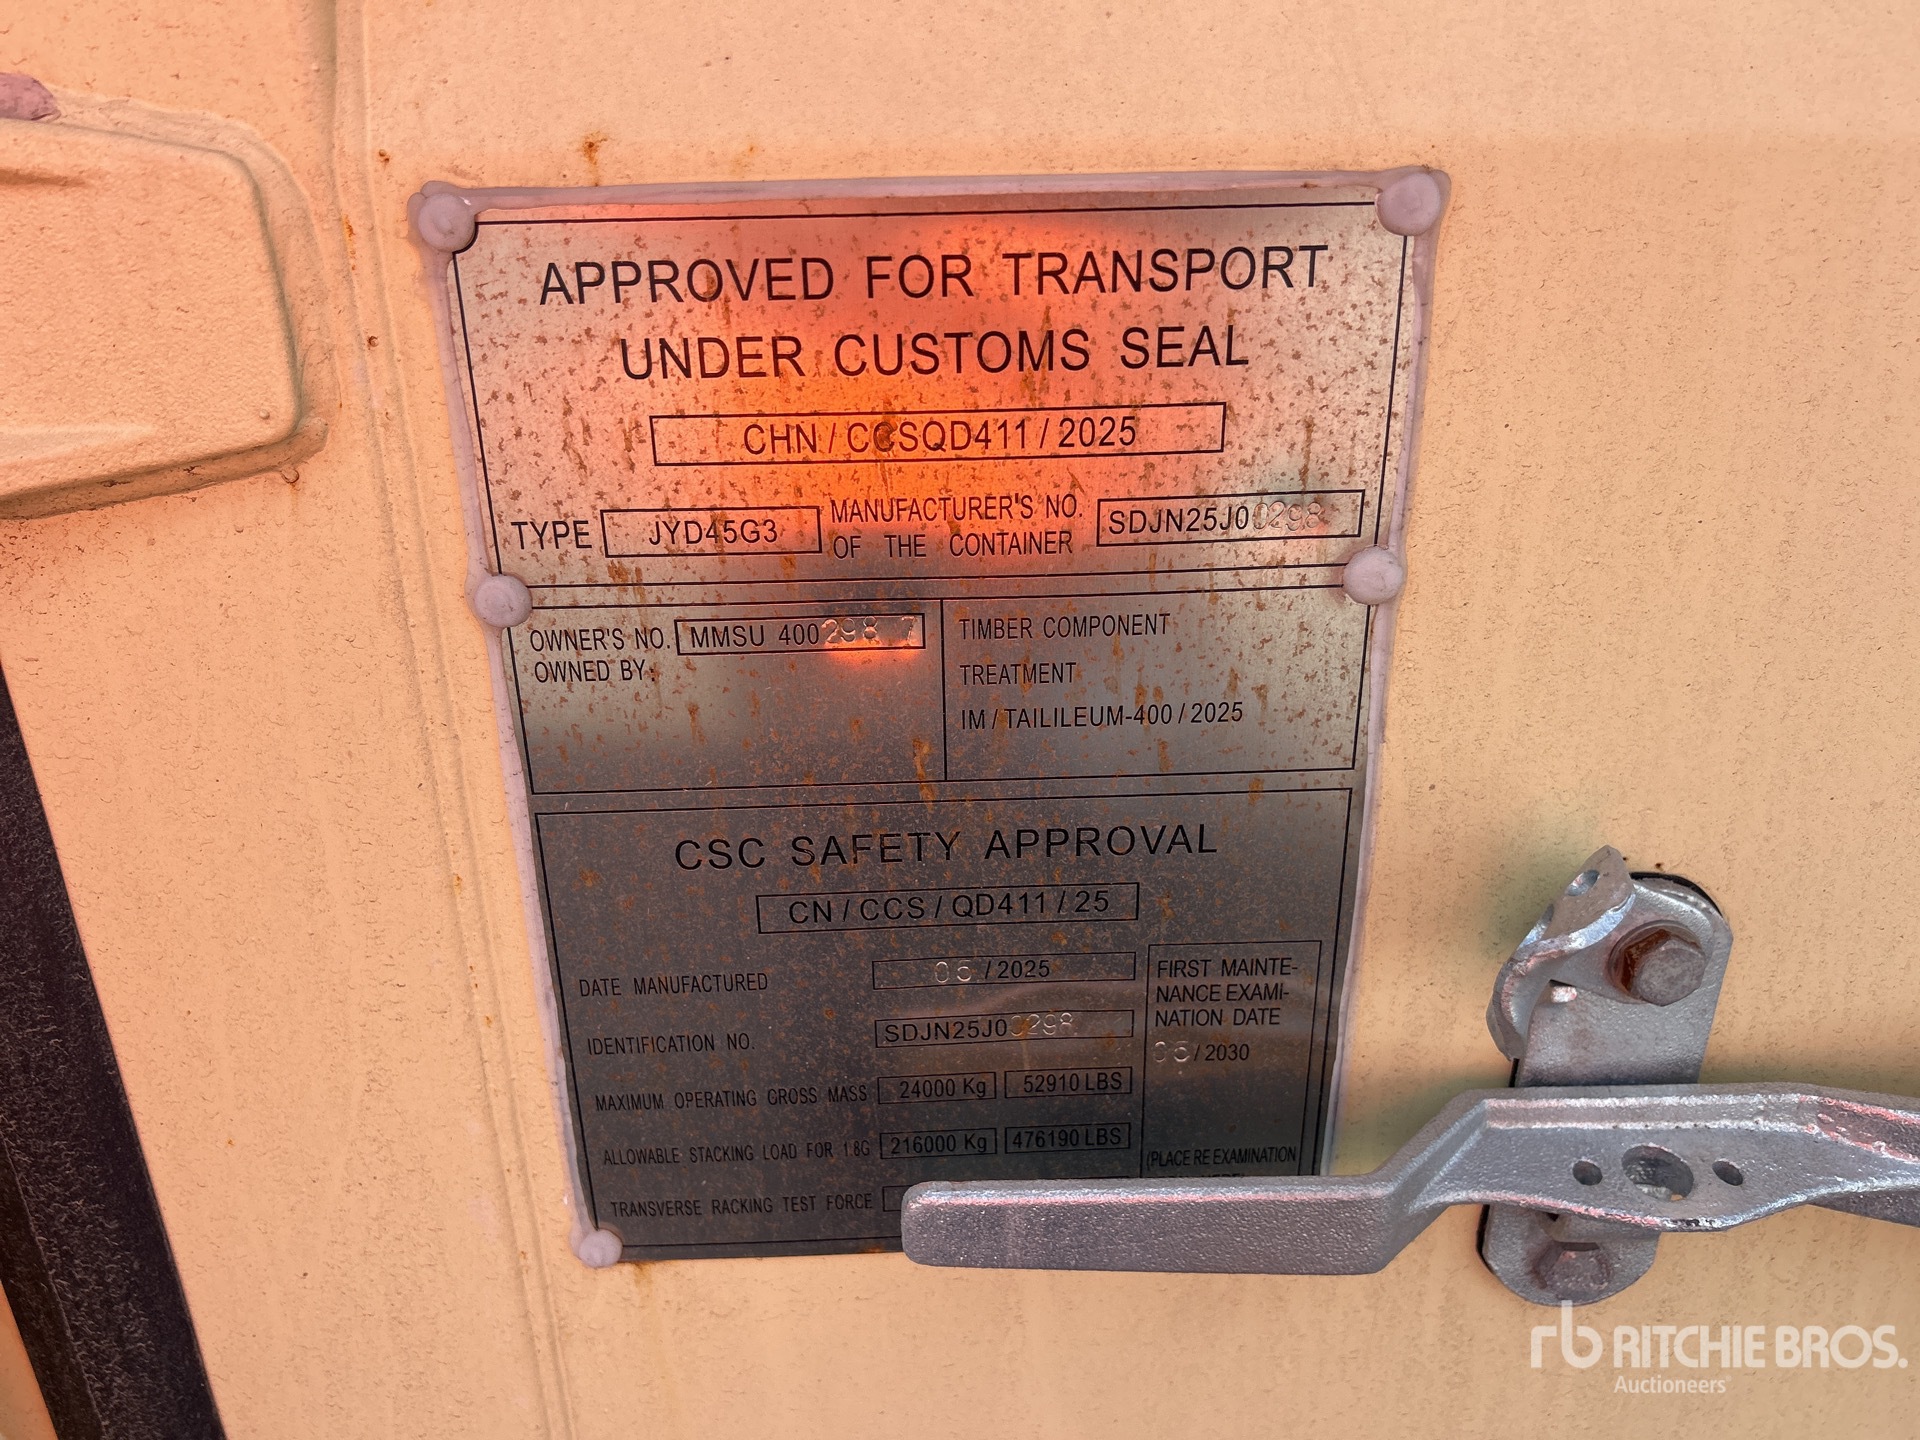 APPROVED FOR TRANSPORT
UNDER CUSTOMS SEAL
CHN / CCSQD411 / 2025
TYPE JYD45G3 MANUFACTURER'S NO. OF THE CONTAINER SDJN25J00298
OWNER'S NO. MMSU 400298 7
OWNED BY:
TIMBER COMPONENT
TREATMENT
IM / TAILILEUM-400 / 2025
CSC SAFETY APPROVAL
CN / CCS / QD411 / 25
DATE MANUFACTURED 05 / 2025
IDENTIFICATION NO. SDJN25J00298
MAXIMUM OPERATING GROSS MASS 24000 Kg 52910 LBS
ALLOWABLE STACKING LOAD FOR 1.8G 216000 Kg 476190 LBS
TRANSVERSE RACKING TEST FORCE
FIRST MAINTE-
NANCE EXAMI-
NATION DATE
05 / 2030
(PLACE RE EXAMINATION
rb RITCHIE BROS.
Auctioneers